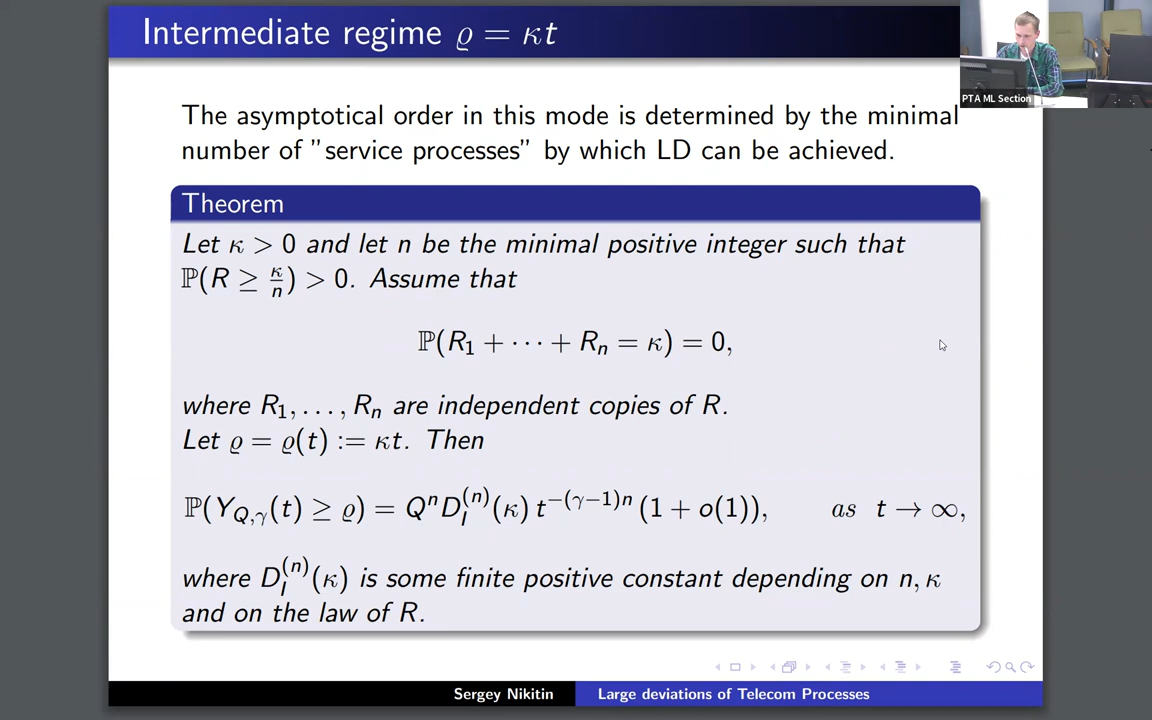 Intermediate regime ϱ = κt
PTA ML Section
The asymptotical order in this mode is determined by the minimal
number of ”service processes” by which LD can be achieved.
Theorem
Let κ > 0 and let n be the minimal positive integer such that
ℙ(R ≥ κ/n) > 0. Assume that
ℙ(R₁ + ⋯ + Rₙ = κ) = 0,
where R₁, . . . , Rₙ are independent copies of R.
Let ϱ = ϱ(t) := κt. Then
ℙ(Y_{Q,γ}(t) ≥ ϱ) = Qⁿ D_I^{(n)}(κ) t^{−(γ−1)n} (1 + o(1)), as t → ∞,
where D_I^{(n)}(κ) is some finite positive constant depending on n, κ
and on the law of R.
Sergey Nikitin
Large deviations of Telecom Processes